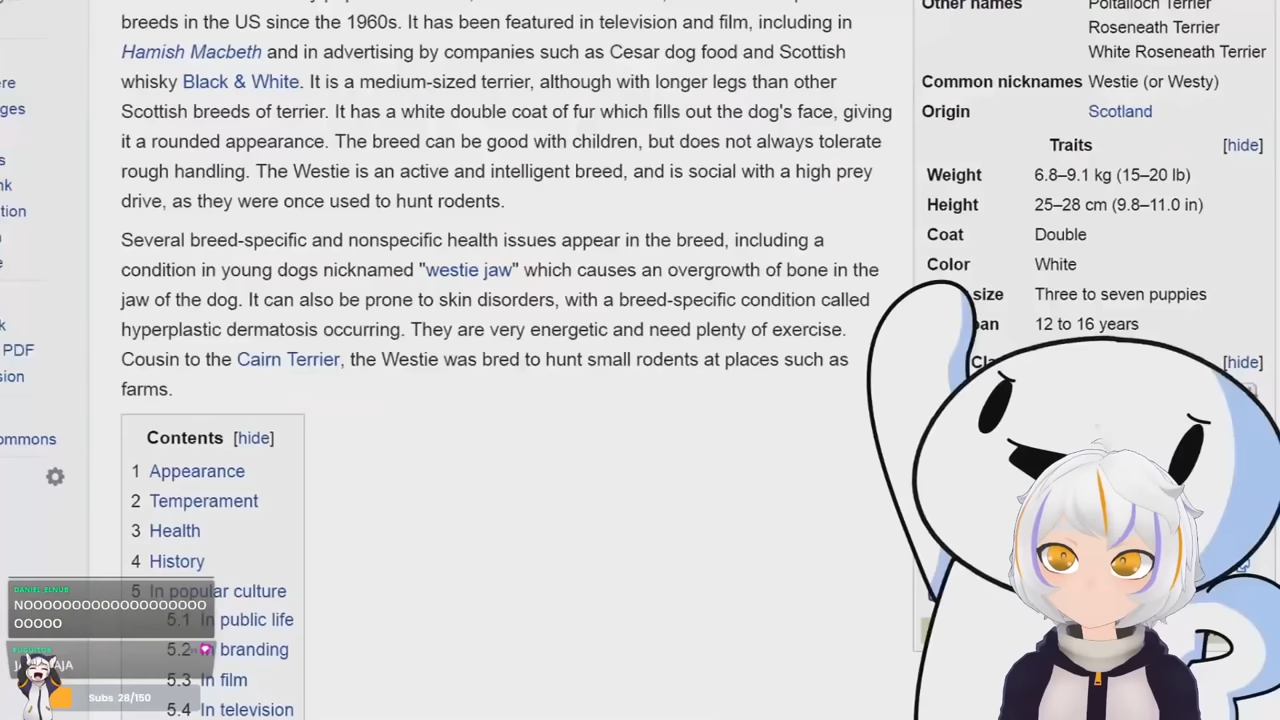 breeds in the US since the 1960s. It has been featured in television and film, including in
Hamish Macbeth and in advertising by companies such as Cesar dog food and Scottish
whisky Black & White. It is a medium-sized terrier, although with longer legs than other
Scottish breeds of terrier. It has a white double coat of fur which fills out the dog's face, giving
it a rounded appearance. The breed can be good with children, but does not always tolerate
rough handling. The Westie is an active and intelligent breed, and is social with a high prey
drive, as they were once used to hunt rodents.
Several breed-specific and nonspecific health issues appear in the breed, including a
condition in young dogs nicknamed "westie jaw" which causes an overgrowth of bone in the
jaw of the dog. It can also be prone to skin disorders, with a breed-specific condition called
hyperplastic dermatosis occurring. They are very energetic and need plenty of exercise.
Cousin to the Cairn Terrier, the Westie was bred to hunt small rodents at places such as
farms.
Contents [hide]
1 Appearance
2 Temperament
3 Health
4 History
5 In popular culture
5.1 In public life
5.2 In branding
5.3 In film
5.4 In television
Other names Poltalloch Terrier
Roseneath Terrier
White Roseneath Terrier
Common nicknames Westie (or Westy)
Origin Scotland
Traits [hide]
Weight 6.8–9.1 kg (15–20 lb)
Height 25–28 cm (9.8–11.0 in)
Coat Double
Color White
size Three to seven puppies
12 to 16 years
[hide]
PDF
DANIEL_ELNUB
NOOOOOOOOOOOOOOOOOO
OOOOO
Subs 28/150